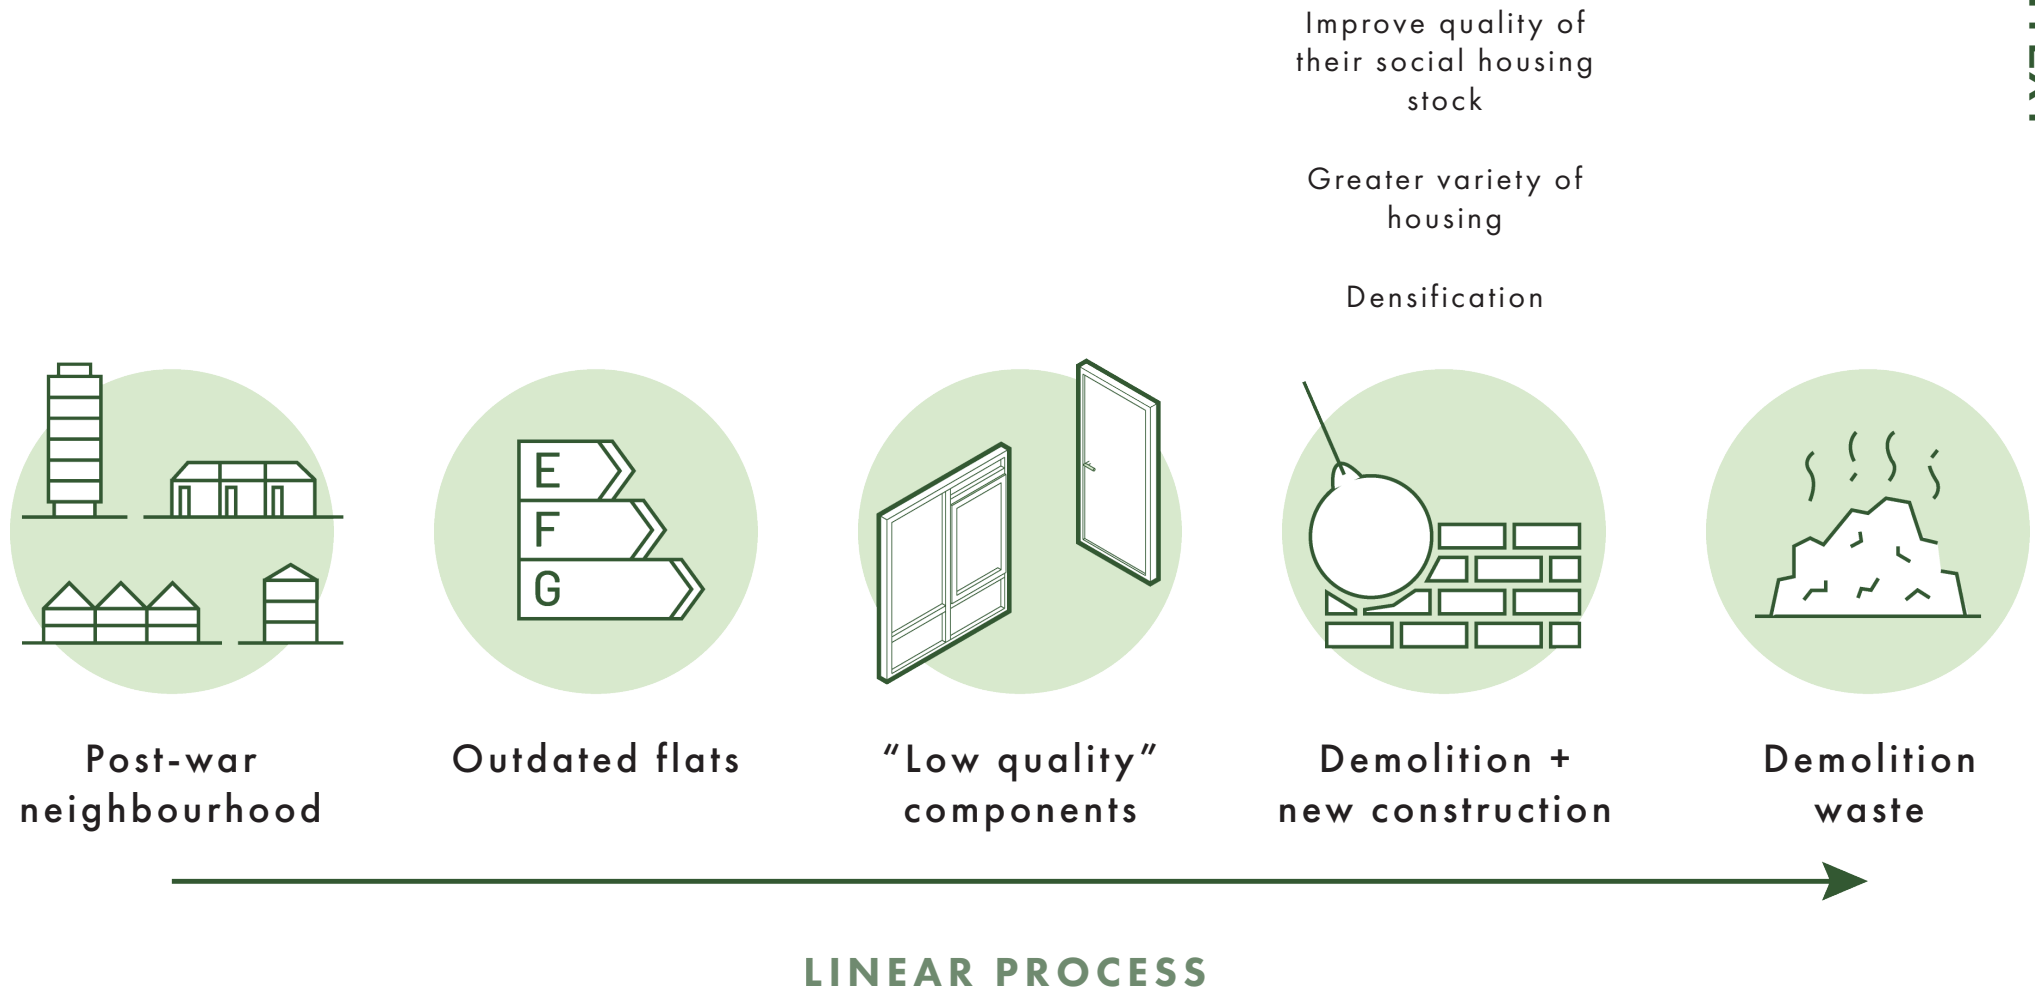 Improve quality of
their social housing
stock
Greater variety of
housing
Densification
E
F
G
Post-war
neighbourhood
Outdated flats
“Low quality”
components
Demolition +
new construction
Demolition
waste
LINEAR PROCESS